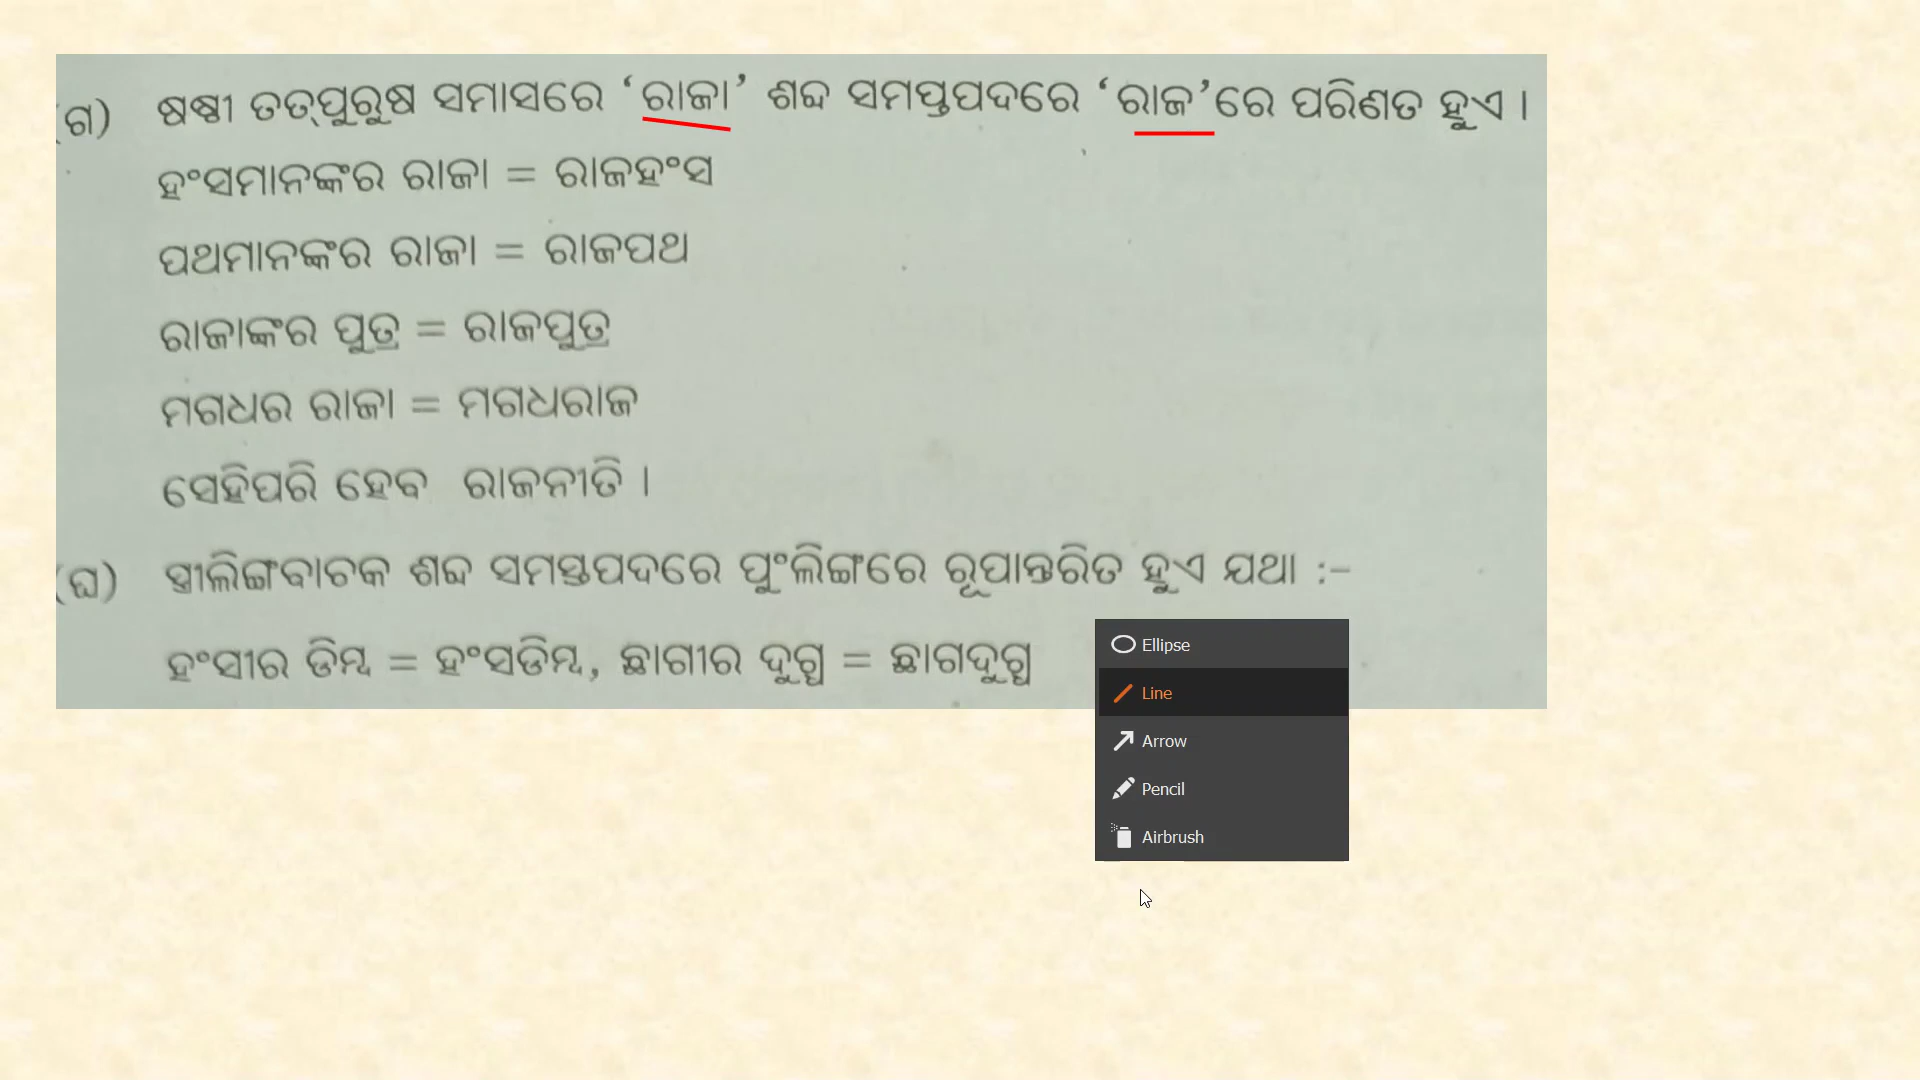 (ଗ) ଷଷ୍ଠୀ ତତ୍‌ପୁରୁଷ ସମାସରେ ‘ରାଜା’ ଶବ୍ଦ ସମସ୍ତପଦରେ ‘ରାଜ’ରେ ପରିଣତ ହୁଏ ।
ହଂସମାନଙ୍କର ରାଜା = ରାଜହଂସ
ପଥମାନଙ୍କର ରାଜା = ରାଜପଥ
ରାଜାଙ୍କର ପୁତ୍ର = ରାଜପୁତ୍ର
ମଗଧର ରାଜା = ମଗଧରାଜ
ସେହିପରି ହେବ ରାଜନୀତି ।
(ଘ) ସ୍ତ୍ରୀଲିଙ୍ଗବାଚକ ଶବ୍ଦ ସମସ୍ତପଦରେ ପୁଂଲିଙ୍ଗରେ ରୂପାନ୍ତରିତ ହୁଏ ଯଥା :–
ହଂସୀର ଡିମ୍ବ = ହଂସଡିମ୍ବ, ଛାଗୀର ଦୁଗ୍ଧ = ଛାଗଦୁଗ୍ଧ
Ellipse
Line
Arrow
Pencil
Airbrush